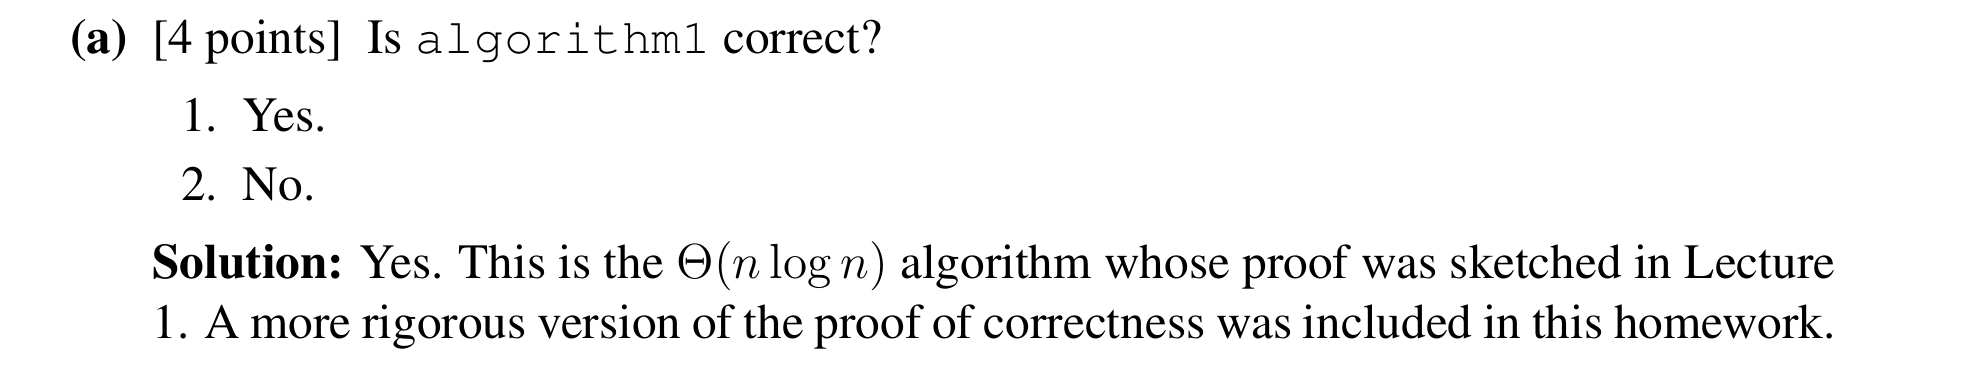 (a) [4 points] Is algorithm1 correct?
1. Yes.
2. No.
Solution: Yes. This is the Θ(n log n) algorithm whose proof was sketched in Lecture
1. A more rigorous version of the proof of correctness was included in this homework.